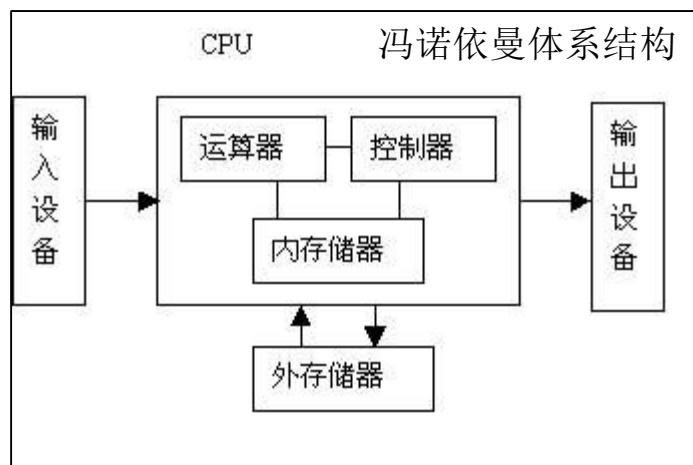 CPU
冯诺依曼体系结构
输入设备
运算器
控制器
内存储器
输出设备
外存储器